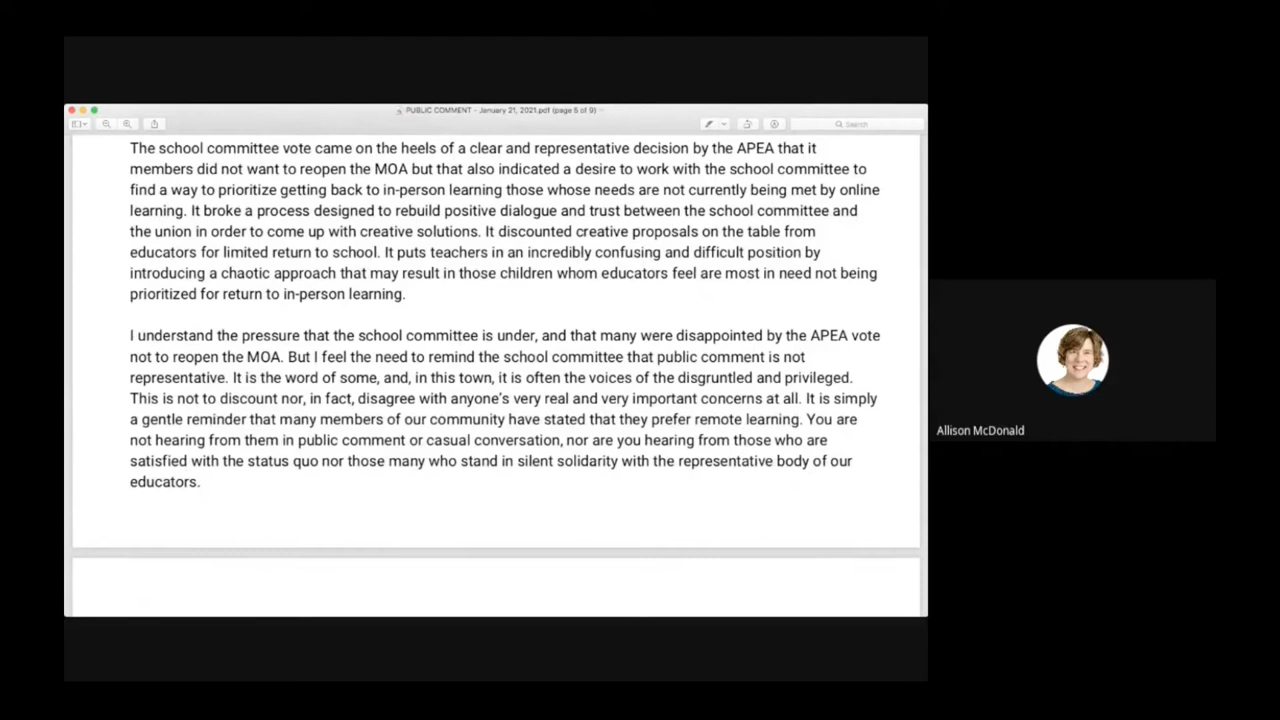 PUBLIC COMMENT - January 21, 2021.pdf (page 5 of 9)
Search
The school committee vote came on the heels of a clear and representative decision by the APEA that it
members did not want to reopen the MOA but that also indicated a desire to work with the school committee to
find a way to prioritize getting back to in-person learning those whose needs are not currently being met by online
learning. It broke a process designed to rebuild positive dialogue and trust between the school committee and
the union in order to come up with creative solutions. It discounted creative proposals on the table from
educators for limited return to school. It puts teachers in an incredibly confusing and difficult position by
introducing a chaotic approach that may result in those children whom educators feel are most in need not being
prioritized for return to in-person learning.
I understand the pressure that the school committee is under, and that many were disappointed by the APEA vote
not to reopen the MOA. But I feel the need to remind the school committee that public comment is not
representative. It is the word of some, and, in this town, it is often the voices of the disgruntled and privileged.
This is not to discount nor, in fact, disagree with anyone's very real and very important concerns at all. It is simply
a gentle reminder that many members of our community have stated that they prefer remote learning. You are
not hearing from them in public comment or casual conversation, nor are you hearing from those who are
satisfied with the status quo nor those many who stand in silent solidarity with the representative body of our
educators.
Allison McDonald